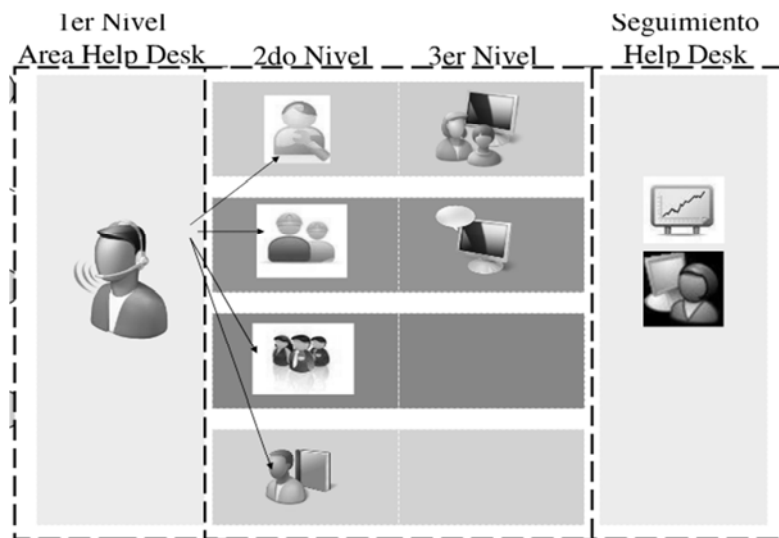 1er Nivel
Area Help Desk
2do Nivel
3er Nivel
Seguimiento
Help Desk